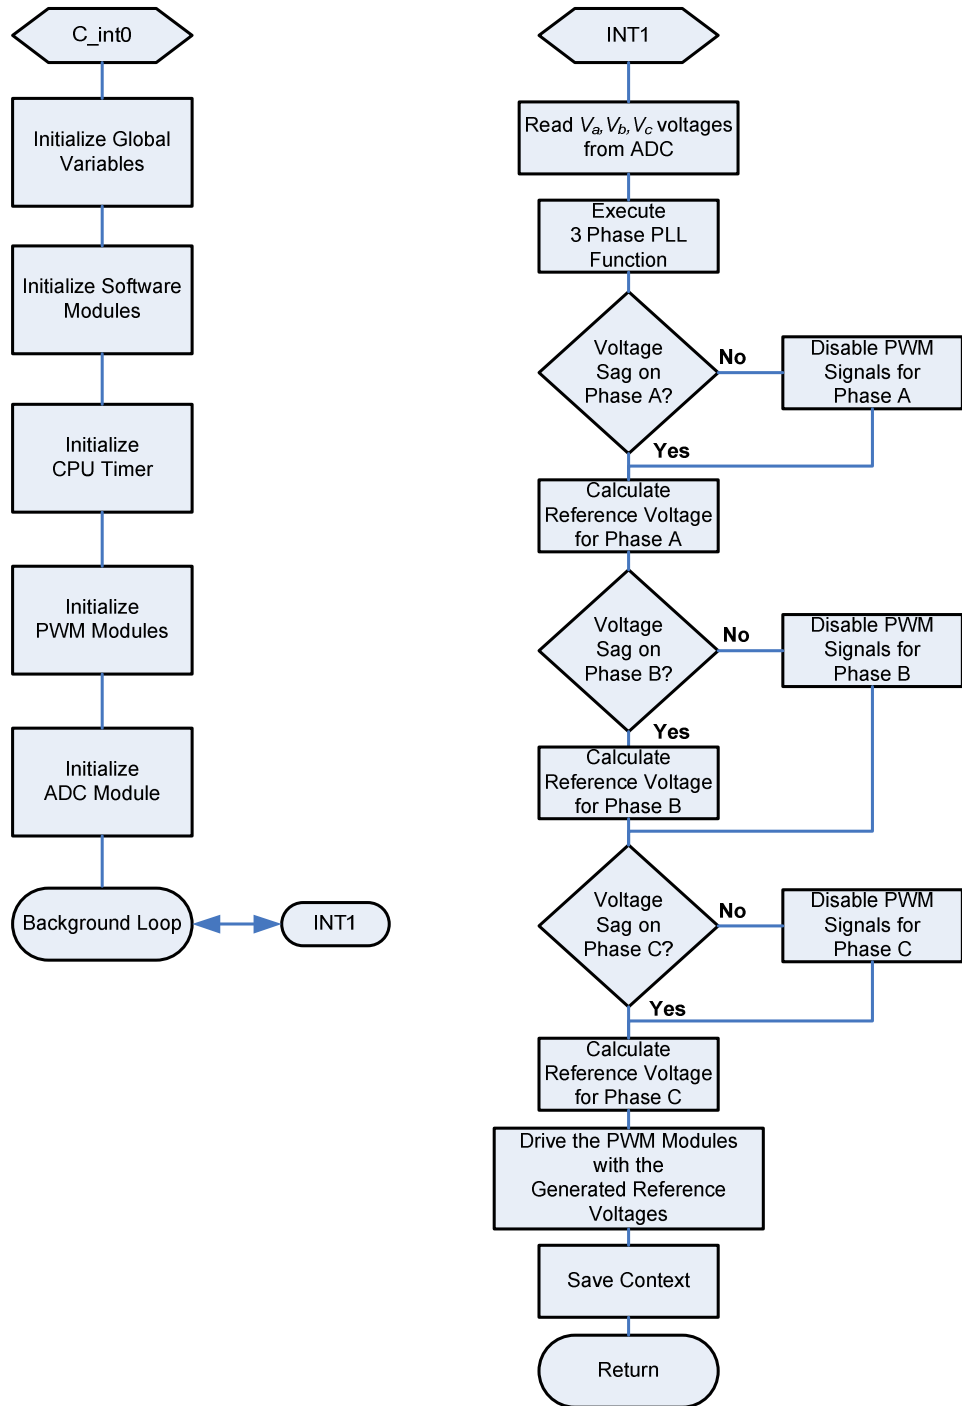 C_int0
Initialize Global
Variables
Initialize Software
Modules
Initialize
CPU Timer
Initialize
PWM Modules
Initialize
ADC Module
Background Loop
INT1
INT1
Read Va,Vb,Vc voltages
from ADC
Execute
3 Phase PLL
Function
Voltage
Sag on
Phase A?
No
Disable PWM
Signals for
Phase A
Yes
Calculate
Reference Voltage
for Phase A
Voltage
Sag on
Phase B?
No
Disable PWM
Signals for
Phase B
Yes
Calculate
Reference Voltage
for Phase B
Voltage
Sag on
Phase C?
No
Disable PWM
Signals for
Phase C
Yes
Calculate
Reference Voltage
for Phase C
Drive the PWM Modules
with the
Generated Reference
Voltages
Save Context
Return